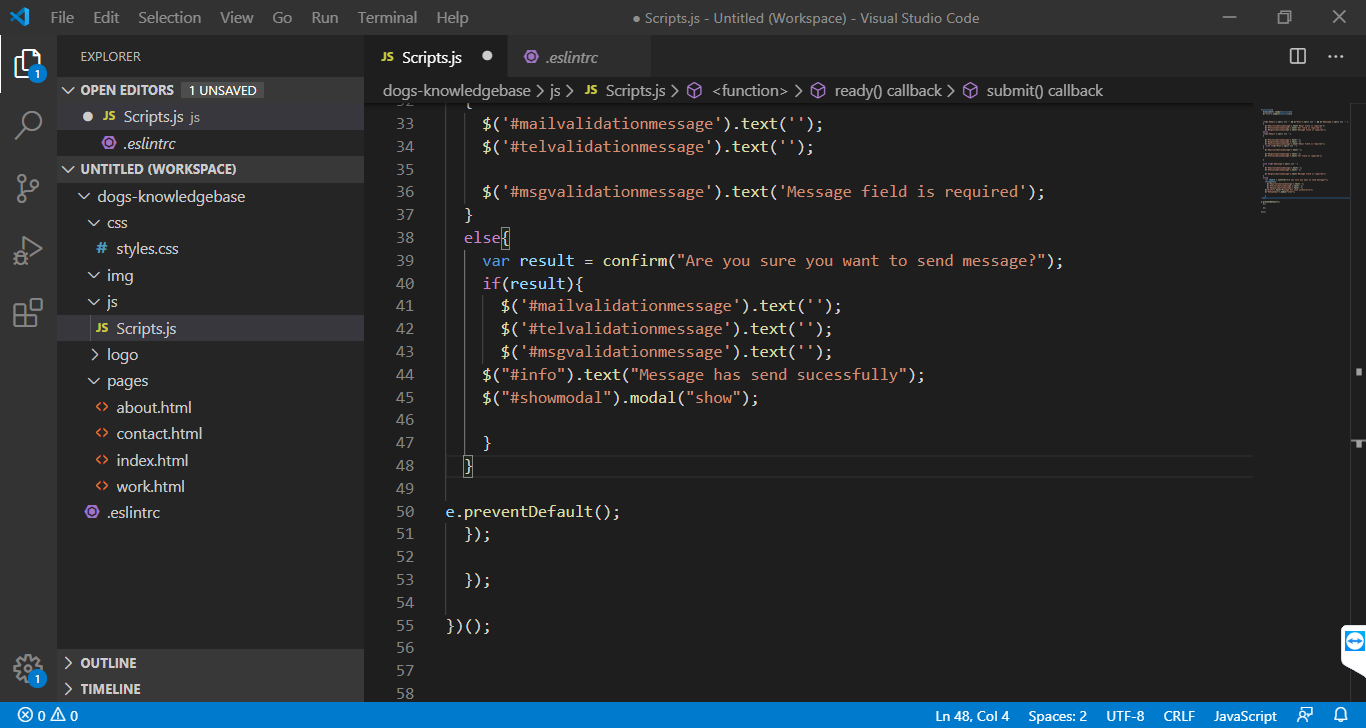 File Edit Selection View Go Run Terminal Help
● Scripts.js - Untitled (Workspace) - Visual Studio Code
EXPLORER
OPEN EDITORS 1 UNSAVED
JS Scripts.js js
.eslintrc
UNTITLED (WORKSPACE)
dogs-knowledgebase
css
# styles.css
img
js
JS Scripts.js
logo
pages
<> about.html
<> contact.html
<> index.html
<> work.html
.eslintrc
OUTLINE
TIMELINE
1
1
JS Scripts.js ●
.eslintrc
dogs-knowledgebase > js > JS Scripts.js > <function> > ready() callback > submit() callback
32 {
33 $('#mailvalidationmessage').text('');
34 $('#telvalidationmessage').text('');
35
36 $('#msgvalidationmessage').text('Message field is required');
37 }
38 else{
39 var result = confirm("Are you sure you want to send message?");
40 if(result){
41 $('#mailvalidationmessage').text('');
42 $('#telvalidationmessage').text('');
43 $('#msgvalidationmessage').text('');
44 $("#info").text("Message has send sucessfully");
45 $("#showmodal").modal("show");
46
47 }
48 }
49
50 e.preventDefault();
51 });
52
53 });
54
55 })();
56
57
58
0 0
Ln 48, Col 4 Spaces: 2 UTF-8 CRLF JavaScript